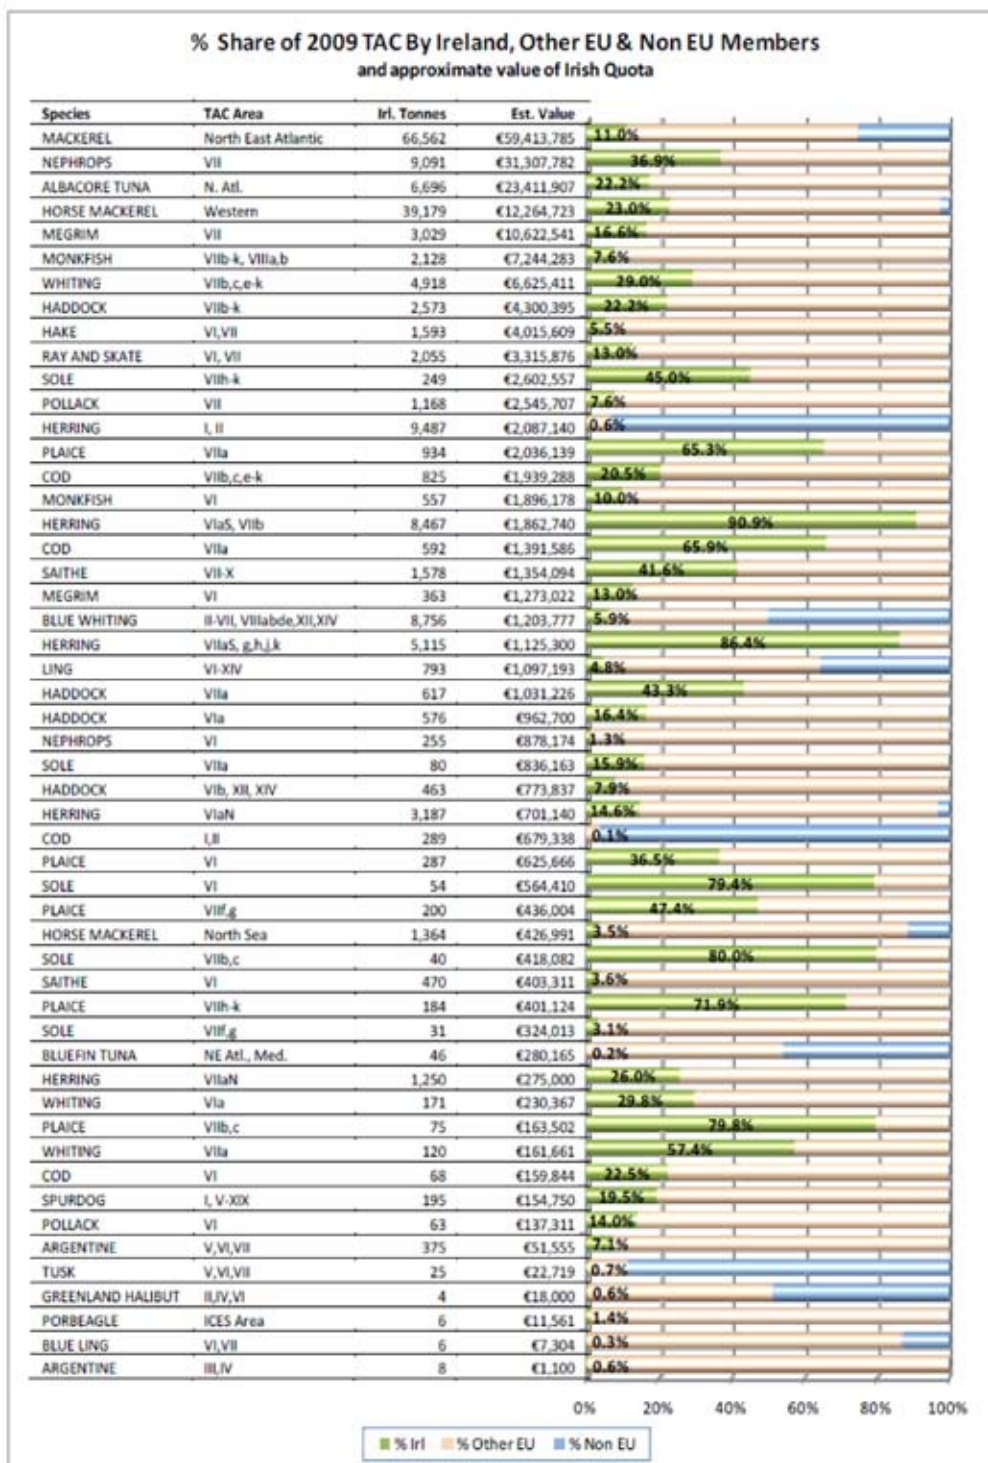 % Share of 2009 TAC By Ireland, Other EU & Non EU Members
and approximate value of Irish Quota
Species TAC Area Irl. Tonnes Est. Value
MACKEREL North East Atlantic 66,562 €59,413,785 11.0%
NEPHROPS VII 9,091 €31,307,782 36.9%
ALBACORE TUNA N. Atl. 6,696 €23,411,907 22.2%
HORSE MACKEREL Western 39,179 €12,264,723 23.0%
MEGRIM VII 3,029 €10,622,541 16.6%
MONKFISH VIIb-k, VIIIa,b 2,128 €7,244,283 7.6%
WHITING VIIb,c,e-k 4,918 €6,625,411 29.0%
HADDOCK VIIb-k 2,573 €4,300,395 22.2%
HAKE VI,VII 1,593 €4,015,609 5.5%
RAY AND SKATE VI, VII 2,055 €3,315,876 13.0%
SOLE VIIh-k 249 €2,602,557 45.0%
POLLACK VII 1,168 €2,545,707 7.6%
HERRING I, II 9,487 €2,087,140 0.6%
PLAICE VIIa 934 €2,036,139 65.3%
COD VIIb,c,e-k 825 €1,939,288 20.5%
MONKFISH VI 557 €1,896,178 10.0%
HERRING VIaS, VIIb 8,467 €1,862,740 90.9%
COD VIIa 592 €1,391,586 65.9%
SAITHE VII-X 1,578 €1,354,094 41.6%
MEGRIM VI 363 €1,273,022 13.0%
BLUE WHITING II-VII, VIIIabde,XII,XIV 8,756 €1,203,777 5.9%
HERRING VIIaS, g,h,j,k 5,115 €1,125,300 86.4%
LING VI-XIV 793 €1,097,193 4.8%
HADDOCK VIIa 617 €1,031,226 43.3%
HADDOCK VIa 576 €962,700 16.4%
NEPHROPS VI 255 €878,174 1.3%
SOLE VIIa 80 €836,163 15.9%
HADDOCK VIb, XII, XIV 463 €773,837 7.9%
HERRING VIaN 3,187 €701,140 14.6%
COD I,II 289 €679,338 0.1%
PLAICE VI 287 €625,666 36.5%
SOLE VI 54 €564,410 79.4%
PLAICE VIIf,g 200 €436,004 47.4%
HORSE MACKEREL North Sea 1,364 €426,991 3.5%
SOLE VIIb,c 40 €418,082 80.0%
SAITHE VI 470 €403,311 3.6%
PLAICE VIIh-k 184 €401,124 71.9%
SOLE VIIf,g 31 €324,013 3.1%
BLUEFIN TUNA NE Atl., Med. 46 €280,165 0.2%
HERRING VIIaN 1,250 €275,000 26.0%
WHITING VIa 171 €230,367 29.8%
PLAICE VIIb,c 75 €163,502 79.8%
WHITING VIIa 120 €161,661 57.4%
COD VI 68 €159,844 22.5%
SPURDOG I, V-XIX 195 €154,750 19.5%
POLLACK VI 63 €137,311 14.0%
ARGENTINE V,VI,VII 375 €51,555 7.1%
TUSK V,VI,VII 25 €22,719 0.7%
GREENLAND HALIBUT II,IV,VI 4 €18,000 0.6%
PORBEAGLE ICES Area 6 €11,561 1.4%
BLUE LING VI,VII 6 €7,304 0.3%
ARGENTINE III,IV 8 €1,100 0.6%
0% 20% 40% 60% 80% 100%
% Irl % Other EU % Non EU